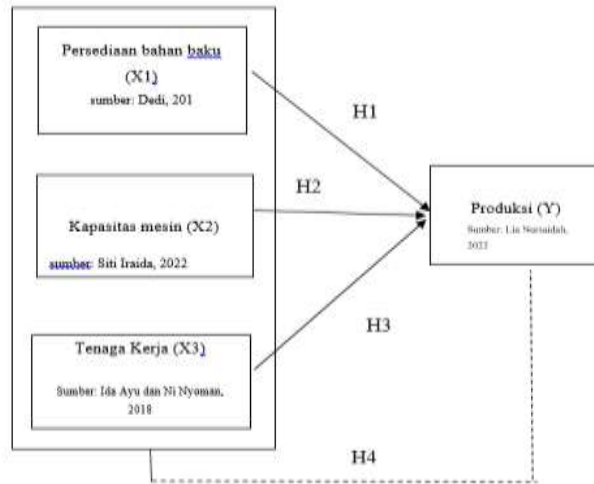 Persediaan bahan baku
(X1)
sumber: Dedi, 201
H1
H2
Kapasitas mesin (X2)
sumber: Siti Iraida, 2022
Produksi (Y)
Sumber: Lia Nursaidah,
2022
H3
Tenaga Kerja (X3)
Sumber: Ida Ayu dan Ni Nyoman,
2018
H4